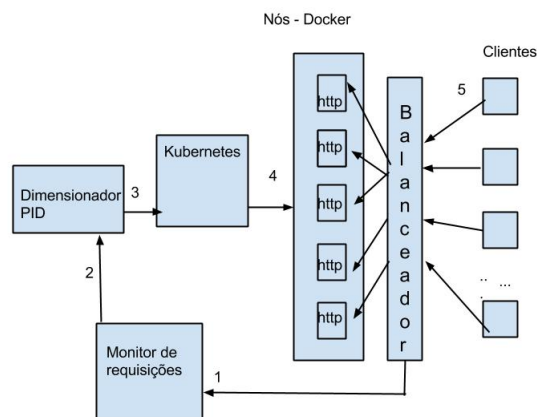 Nós - Docker
Clientes
5
http
Kubernetes
http
4
3
Dimensionador
PID
http
http
2
http
Balanceador
.. ...
.
Monitor de
requisições
1